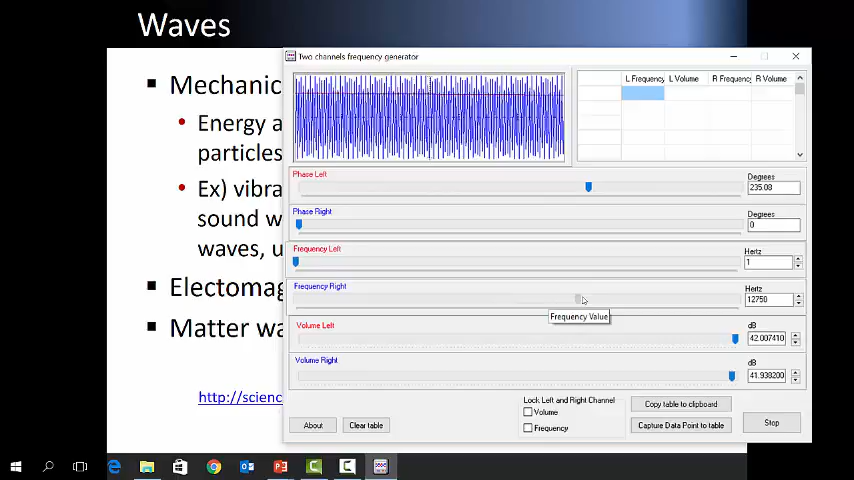 Waves
Two channels frequency generator
Mechanic
Energy a
particles
Ex) vibra
sound w
waves, u
Electomag
Matter wa
http://scienc
L Frequency L Volume R Frequency R Volume
Phase Left
Degrees
235.08
Phase Right
Degrees
0
Frequency Left
Hertz
1
Frequency Right
Hertz
12750
Frequency Value
Volume Left
dB
42.007410
Volume Right
dB
41.938200
Lock Left and Right Channel
Volume
Frequency
Copy table to clipboard
Capture Data Point to table
About
Clear table
Stop